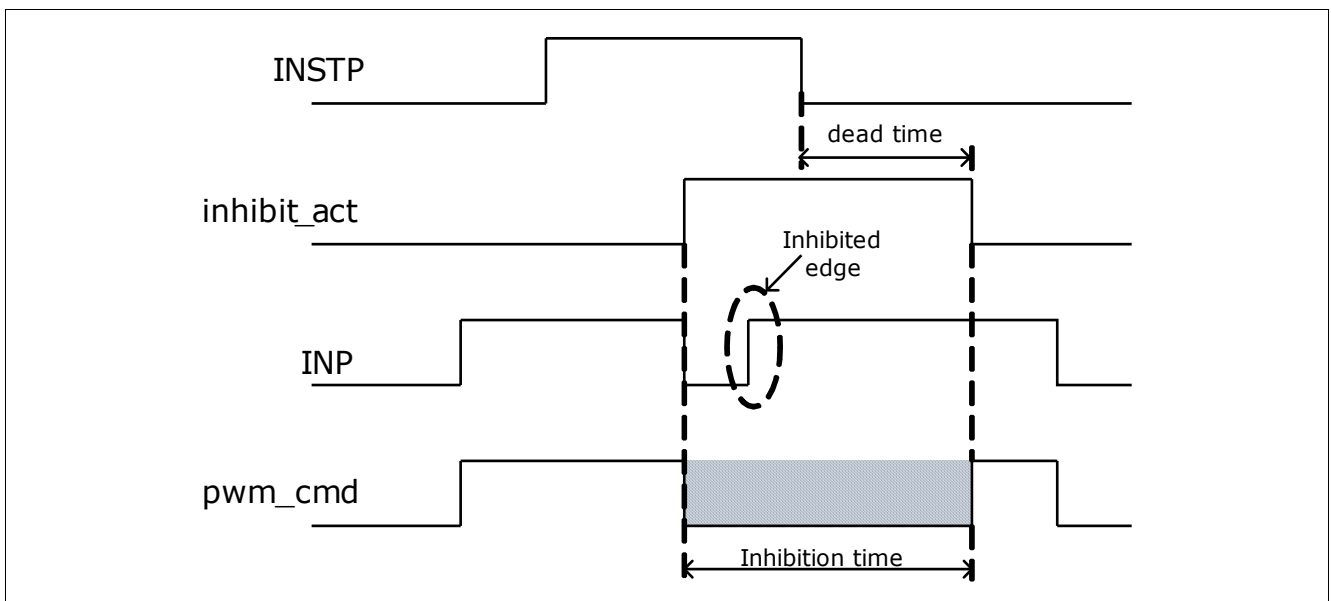 INSTP
dead time
inhibit_act
Inhibited
edge
INP
pwm_cmd
Inhibition time